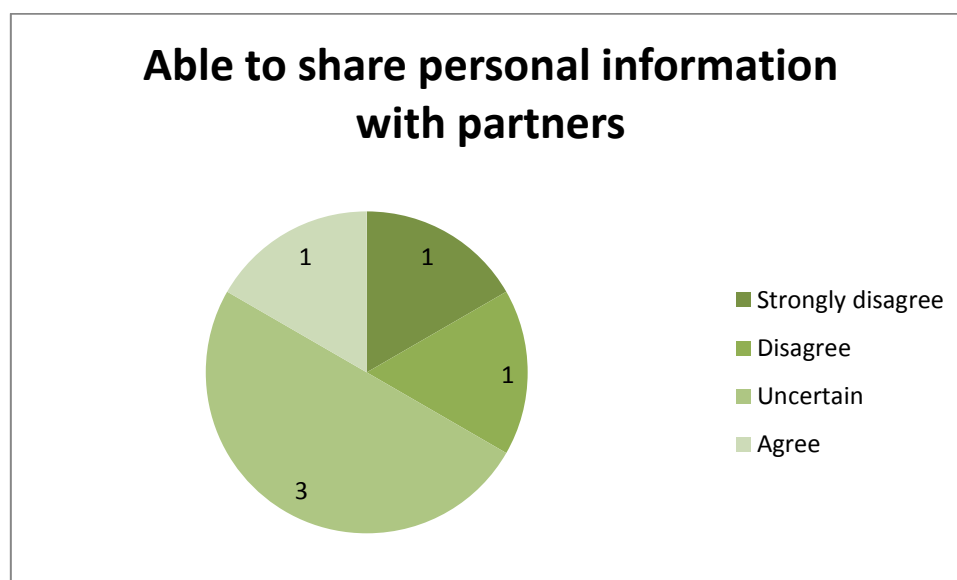 Able to share personal information
with partners
1
1
1
3
Strongly disagree
Disagree
Uncertain
Agree